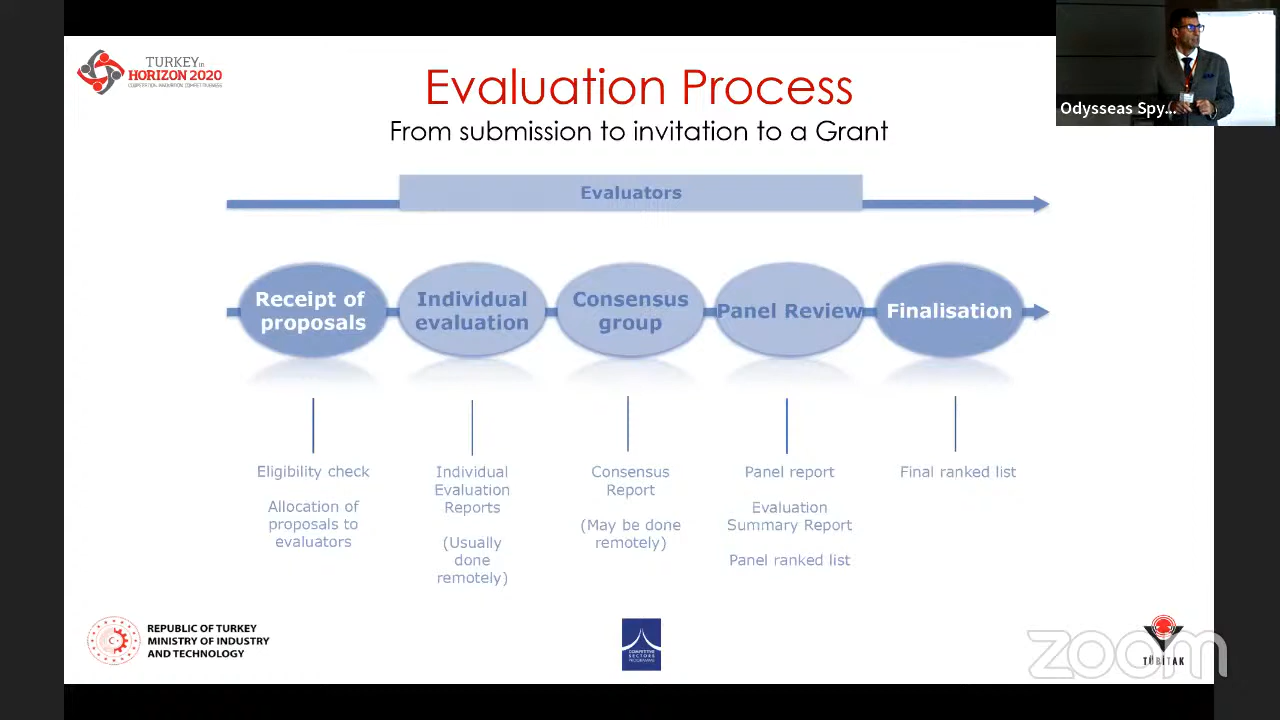 TURKEY in
HORIZON 2020
COOPERATION · INNOVATION · COMPETITIVENESS
Evaluation Process
From submission to invitation to a Grant
Odysseas Spy...
Evaluators
Receipt of
proposals
Individual
evaluation
Consensus
group
Panel Review
Finalisation
Eligibility check
Allocation of
proposals to
evaluators
Individual
Evaluation
Reports
(Usually
done
remotely)
Consensus
Report
(May be done
remotely)
Panel report
Evaluation
Summary Report
Panel ranked list
Final ranked list
REPUBLIC OF TURKEY
MINISTRY OF INDUSTRY
AND TECHNOLOGY
COMPETITIVE
SECTORS
PROGRAMME
zoom
TÜBİTAK